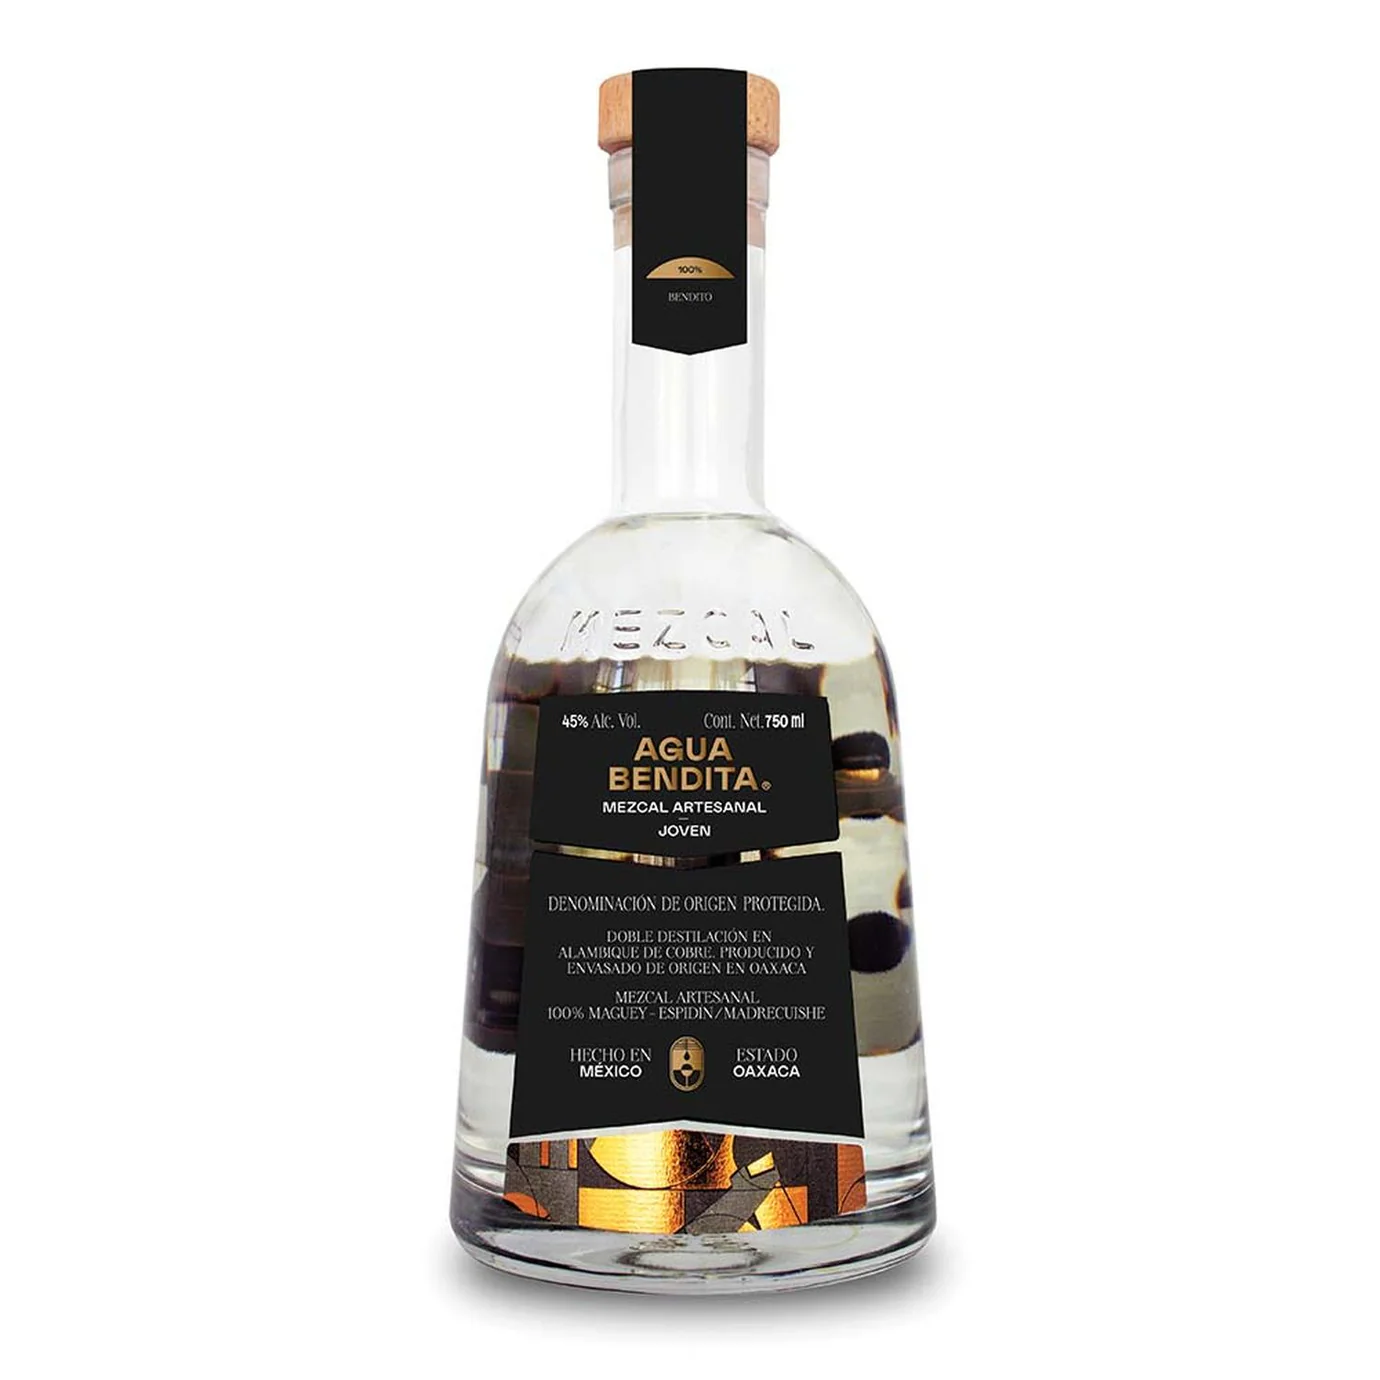 100%
BENDITO
MEZCAL
45% Alc. Vol. Cont. Net. 750 ml
AGUA
BENDITA®
MEZCAL ARTESANAL
—
JOVEN
DENOMINACIÓN DE ORIGEN PROTEGIDA.
DOBLE DESTILACIÓN EN
ALAMBIQUE DE COBRE. PRODUCIDO Y
ENVASADO DE ORIGEN EN OAXACA
MEZCAL ARTESANAL
100% MAGUEY - ESPIDÍN/MADRECUISHE
HECHO EN ESTADO
MÉXICO OAXACA